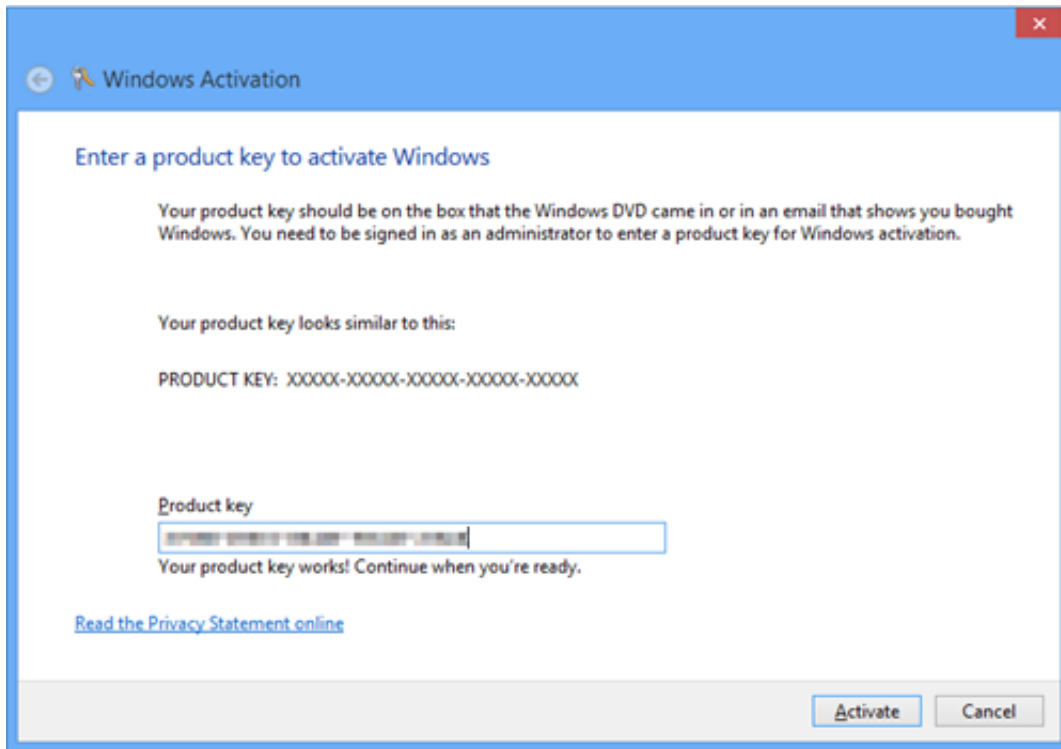 Windows Activation
Enter a product key to activate Windows
Your product key should be on the box that the Windows DVD came in or in an email that shows you bought
Windows. You need to be signed in as an administrator to enter a product key for Windows activation.
Your product key looks similar to this:
PRODUCT KEY: XXXXX-XXXXX-XXXXX-XXXXX-XXXXX
Product key
Your product key works! Continue when you're ready.
Read the Privacy Statement online
Activate Cancel